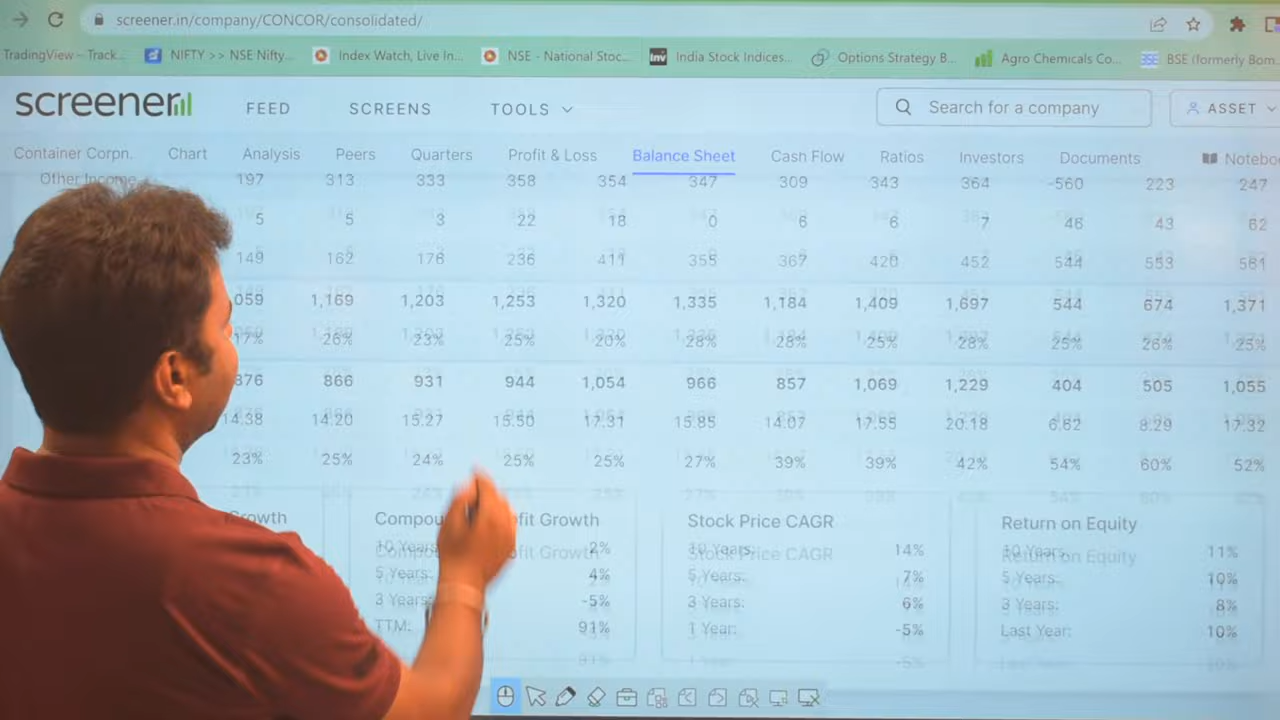 screener.in/company/CONCOR/consolidated/
TradingView – Track... NIFTY >> NSE Nifty... Index Watch, Live In... NSE - National Stoc... Inv India Stock Indices... Options Strategy B... Agro Chemicals Co... BSE (formerly Bom
screener FEED SCREENS TOOLS Search for a company ASSET
Container Corpn. Chart Analysis Peers Quarters Profit & Loss Balance Sheet Cash Flow Ratios Investors Documents Notebo
Other Income 197 313 333 358 354 347 309 343 364 -560 223 247
5 5 3 22 18 0 6 6 7 46 43 62
149 162 176 236 411 355 367 420 452 544 553 561
059 1,169 1,203 1,253 1,320 1,335 1,184 1,409 1,697 544 674 1,371
17% 26% 23% 25% 20% 28% 28% 25% 28% 25% 26% 25%
876 866 931 944 1,054 966 857 1,069 1,229 404 505 1,055
14.38 14.20 15.27 15.50 17.31 15.85 14.07 17.55 20.18 6.62 8.29 17.32
23% 25% 24% 25% 25% 27% 39% 39% 42% 54% 60% 52%
Growth Compou fit Growth Stock Price CAGR Return on Equity
10 Years: 2% 10 Years: 14% 10 Years: 11%
5 Years: 4% 5 Years: 7% 5 Years: 10%
3 Years: -5% 3 Years: 6% 3 Years: 8%
TTM: 91% 1 Year: -5% Last Year: 10%